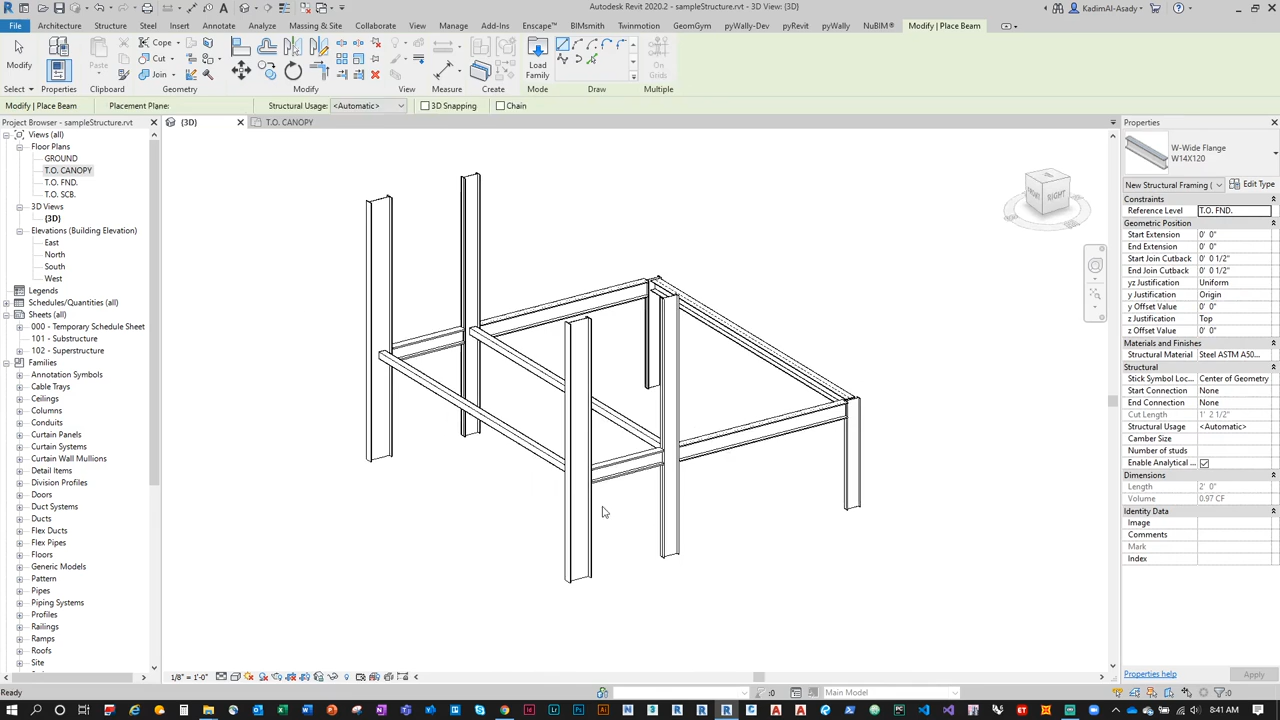 Autodesk Revit 2020.2 - sampleStructure.rvt - 3D View: {3D}
KadimAl-Asady
File Architecture Structure Steel Insert Annotate Analyze Massing & Site Collaborate View Manage Add-Ins Enscape™ BIMsmith Twinmotion GeomGym pyWally-Dev pyRevit pyWally NuBIM® Modify | Place Beam
Modify
Paste
Cope
Cut
Join
Load Family
On Grids
Select Properties Clipboard Geometry Modify View Measure Create Mode Draw Multiple
Modify | Place Beam Placement Plane: Structural Usage: <Automatic> 3D Snapping Chain
Project Browser - sampleStructure.rvt
{3D}
T.O. CANOPY
Views (all)
Floor Plans
GROUND
T.O. CANOPY
T.O. FND.
T.O. SCB.
3D Views
{3D}
Elevations (Building Elevation)
East
North
South
West
Legends
Schedules/Quantities (all)
Sheets (all)
000 - Temporary Schedule Sheet
101 - Substructure
102 - Superstructure
Families
Annotation Symbols
Cable Trays
Ceilings
Columns
Conduits
Curtain Panels
Curtain Systems
Curtain Wall Mullions
Detail Items
Division Profiles
Doors
Duct Systems
Ducts
Flex Ducts
Flex Pipes
Floors
Generic Models
Pattern
Pipes
Piping Systems
Profiles
Railings
Ramps
Roofs
Site
RIGHT
Properties
W-Wide Flange
W14X120
New Structural Framing ( Edit Type
Constraints
Reference Level T.O. FND.
Geometric Position
Start Extension 0' 0"
End Extension 0' 0"
Start Join Cutback 0' 0 1/2"
End Join Cutback 0' 0 1/2"
yz Justification Uniform
y Justification Origin
y Offset Value 0' 0"
z Justification Top
z Offset Value 0' 0"
Materials and Finishes
Structural Material Steel ASTM A50...
Structural
Stick Symbol Loc... Center of Geometry
Start Connection None
End Connection None
Cut Length 1' 2 1/2"
Structural Usage <Automatic>
Camber Size
Number of studs
Enable Analytical ...
Dimensions
Length 2' 0"
Volume 0.97 CF
Identity Data
Image
Comments
Mark
Index
Properties help Apply
1/8" = 1'-0"
Ready
:0
Main Model
:0
8:41 AM